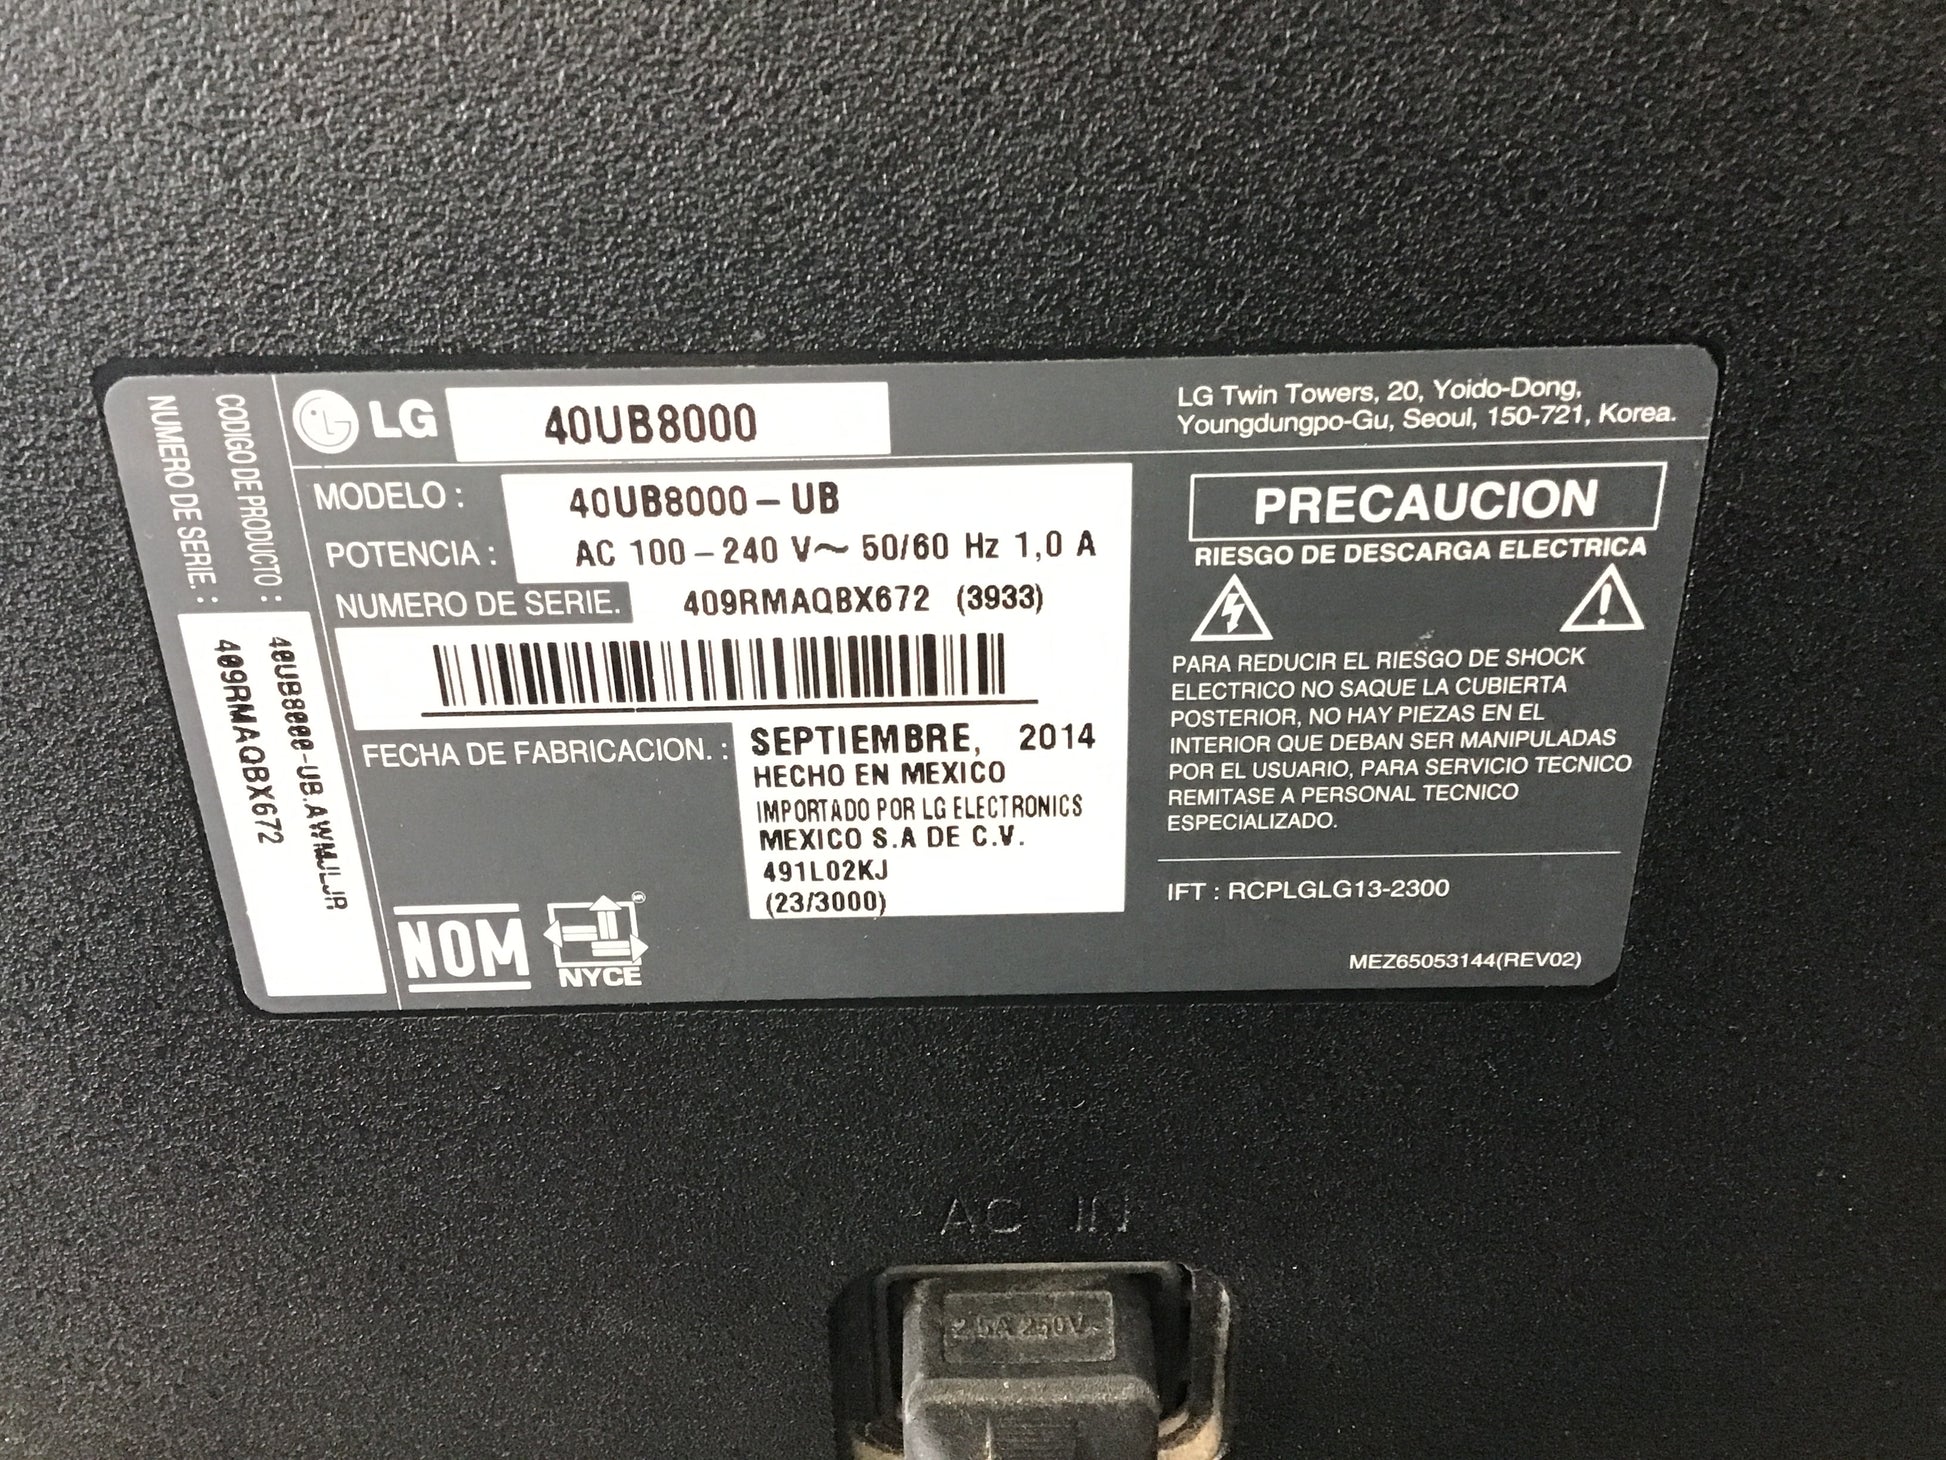 LG 40UB8000
LG Twin Towers, 20, Yoido-Dong,
Youngdungpo-Gu, Seoul, 150-721, Korea.
CODIGO DE PRODUCTO : 40UB8000-UB.AWMLJR
NUMERO DE SERIE. : 409RMAQBX672
MODELO : 40UB8000-UB
POTENCIA : AC 100-240 V~ 50/60 Hz 1,0 A
NUMERO DE SERIE. 409RMAQBX672 (3933)
FECHA DE FABRICACION. : SEPTIEMBRE, 2014
HECHO EN MEXICO
IMPORTADO POR LG ELECTRONICS
MEXICO S.A DE C.V.
491L02KJ
(23/3000)
NOM
NYCE
PRECAUCION
RIESGO DE DESCARGA ELECTRICA
PARA REDUCIR EL RIESGO DE SHOCK
ELECTRICO NO SAQUE LA CUBIERTA
POSTERIOR, NO HAY PIEZAS EN EL
INTERIOR QUE DEBAN SER MANIPULADAS
POR EL USUARIO, PARA SERVICIO TECNICO
REMITASE A PERSONAL TECNICO
ESPECIALIZADO.
IFT : RCPLGLG13-2300
MEZ65053144(REV02)
AC IN
2.5A 250V~